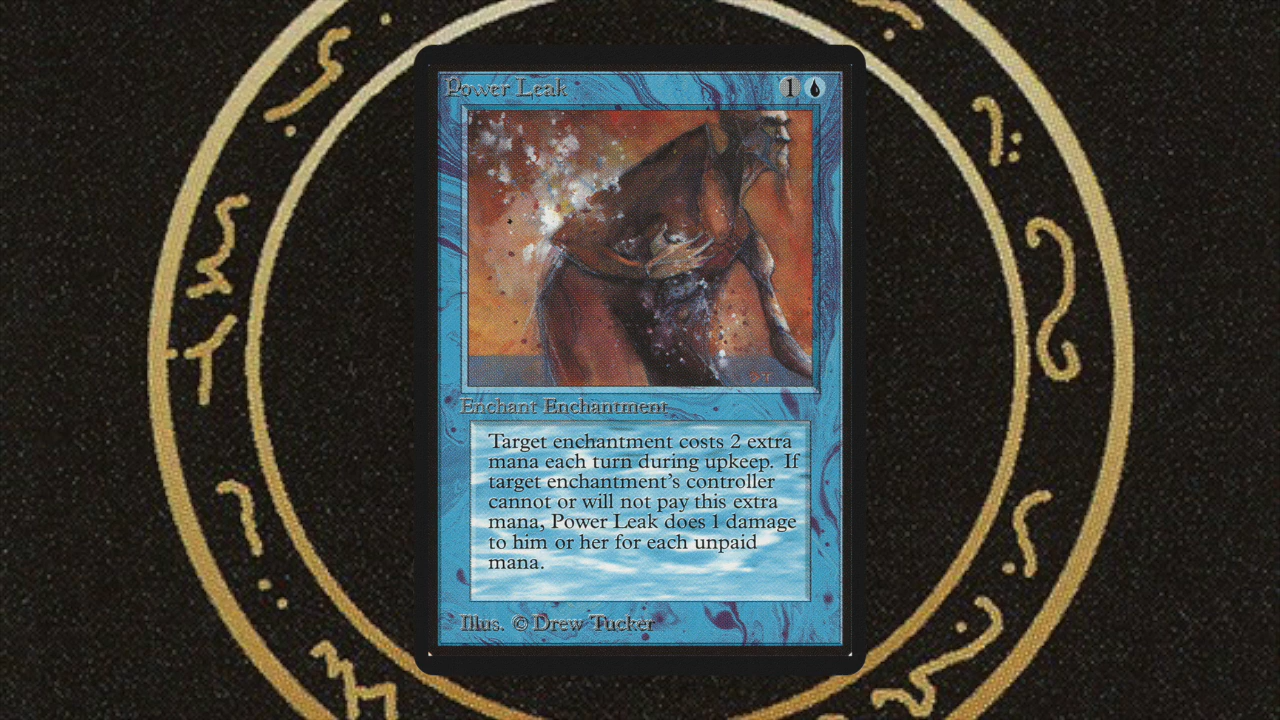 Power Leak 1
Enchant Enchantment
Target enchantment costs 2 extra
mana each turn during upkeep. If
target enchantment's controller
cannot or will not pay this extra
mana, Power Leak does 1 damage
to him or her for each unpaid
mana.
Illus. © Drew Tucker